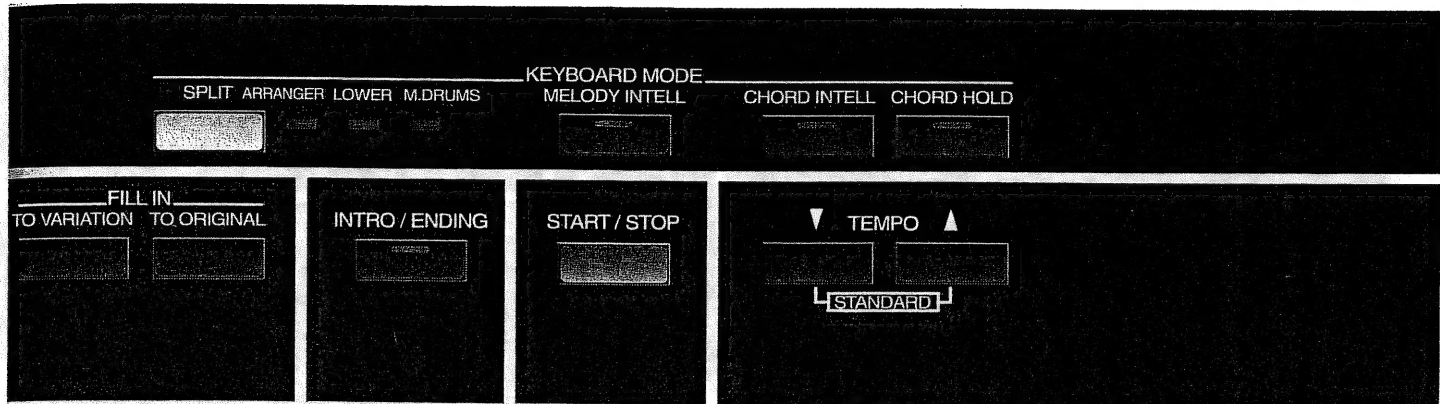 KEYBOARD MODE
SPLIT ARRANGER LOWER M.DRUMS MELODY INTELL CHORD INTELL CHORD HOLD
FILL IN
TO VARIATION TO ORIGINAL
INTRO / ENDING
START / STOP
▼ TEMPO ▲
STANDARD